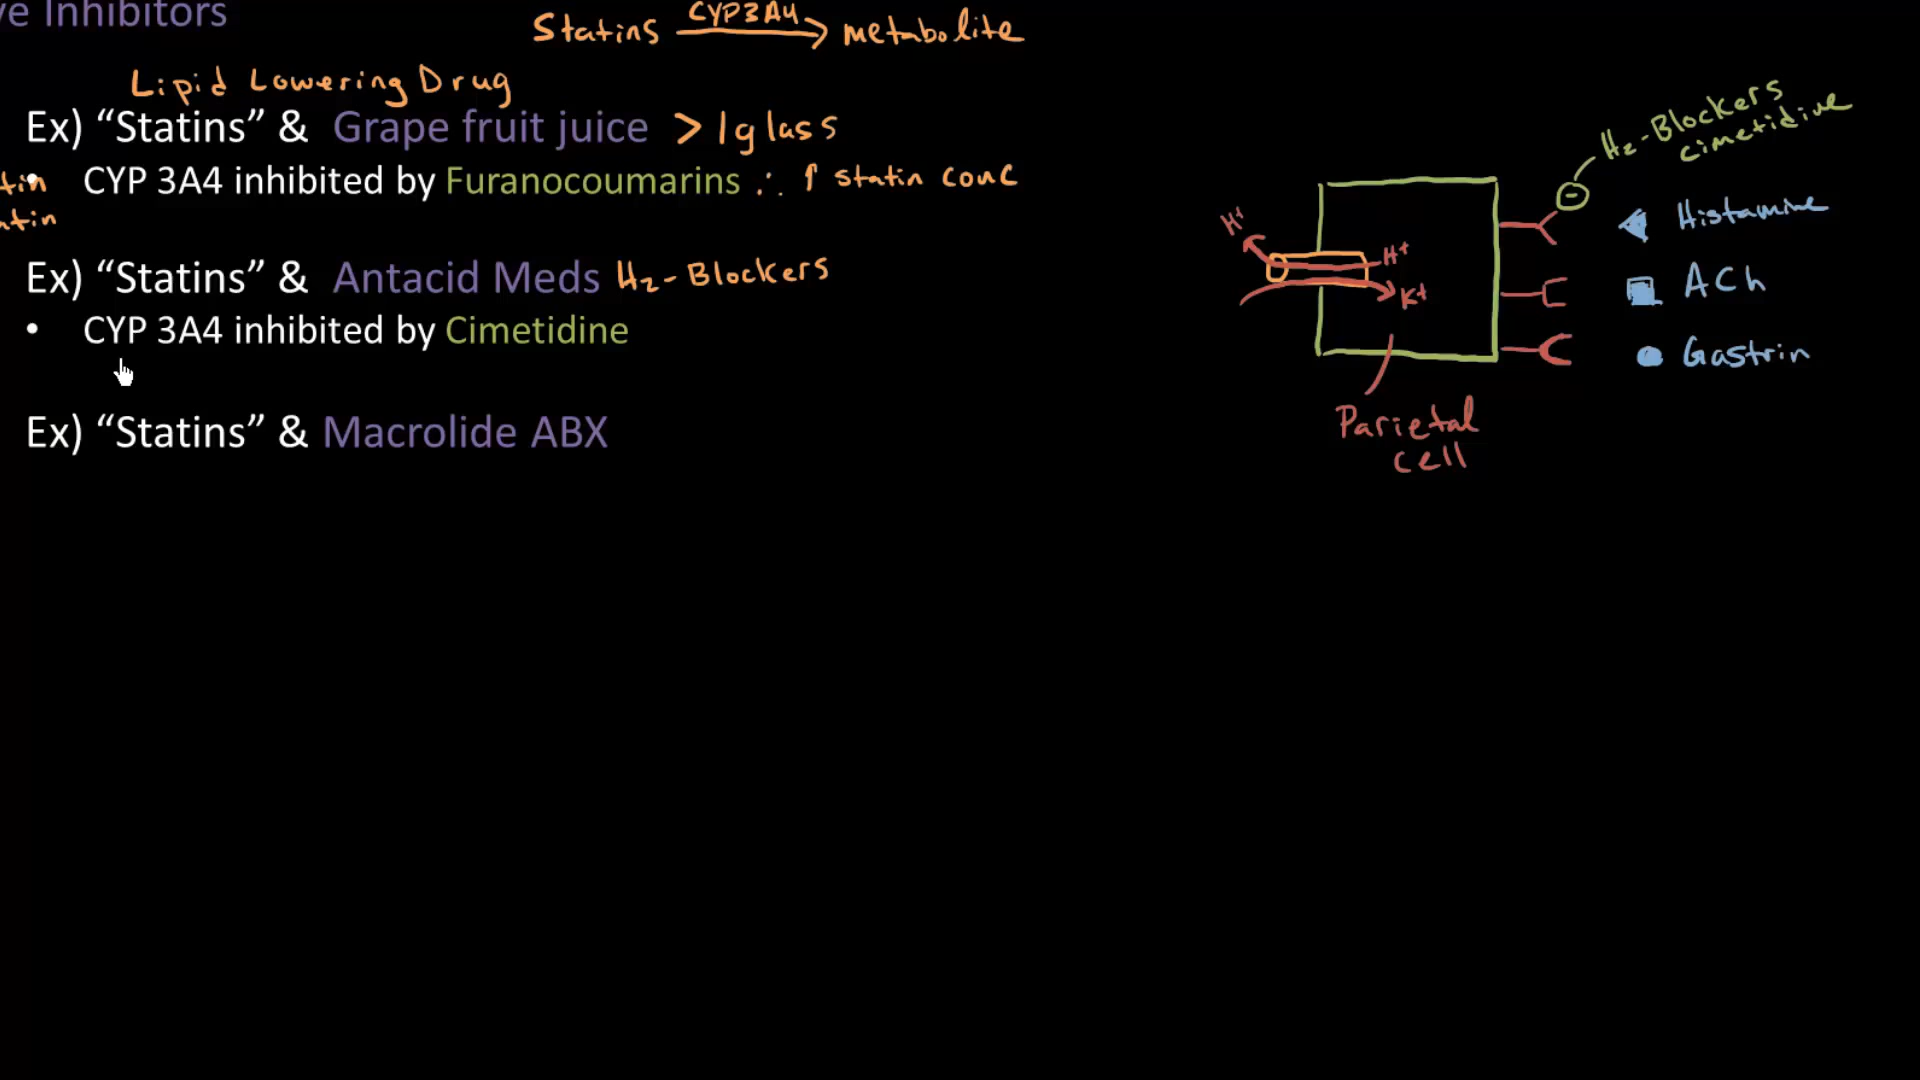 ve Inhibitors
Statins CYP3A4 metabolite
Lipid Lowering Drug
Ex) “Statins” & Grape fruit juice > 1 glass
tin • CYP 3A4 inhibited by Furanocoumarins ∴ ↑ statin conc
atin
Ex) “Statins” & Antacid Meds H2-Blockers
• CYP 3A4 inhibited by Cimetidine
Ex) “Statins” & Macrolide ABX
H2-Blockers
cimetidine
Histamine
H+
H+
K+
ACh
Gastrin
Parietal
cell